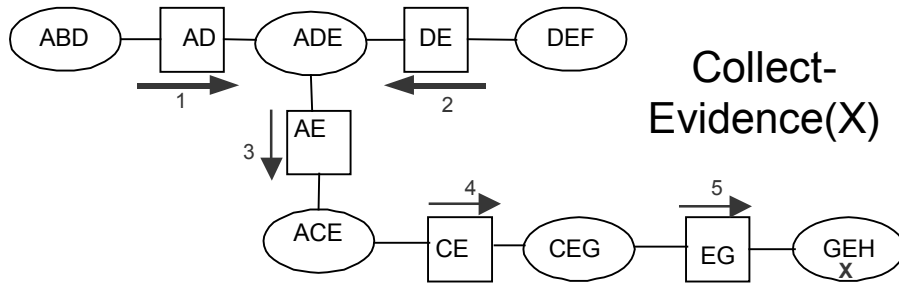 ABD AD ADE DE DEF
1 2
Collect-
Evidence(X)
AE
3
4 5
ACE CE CEG EG GEH
X